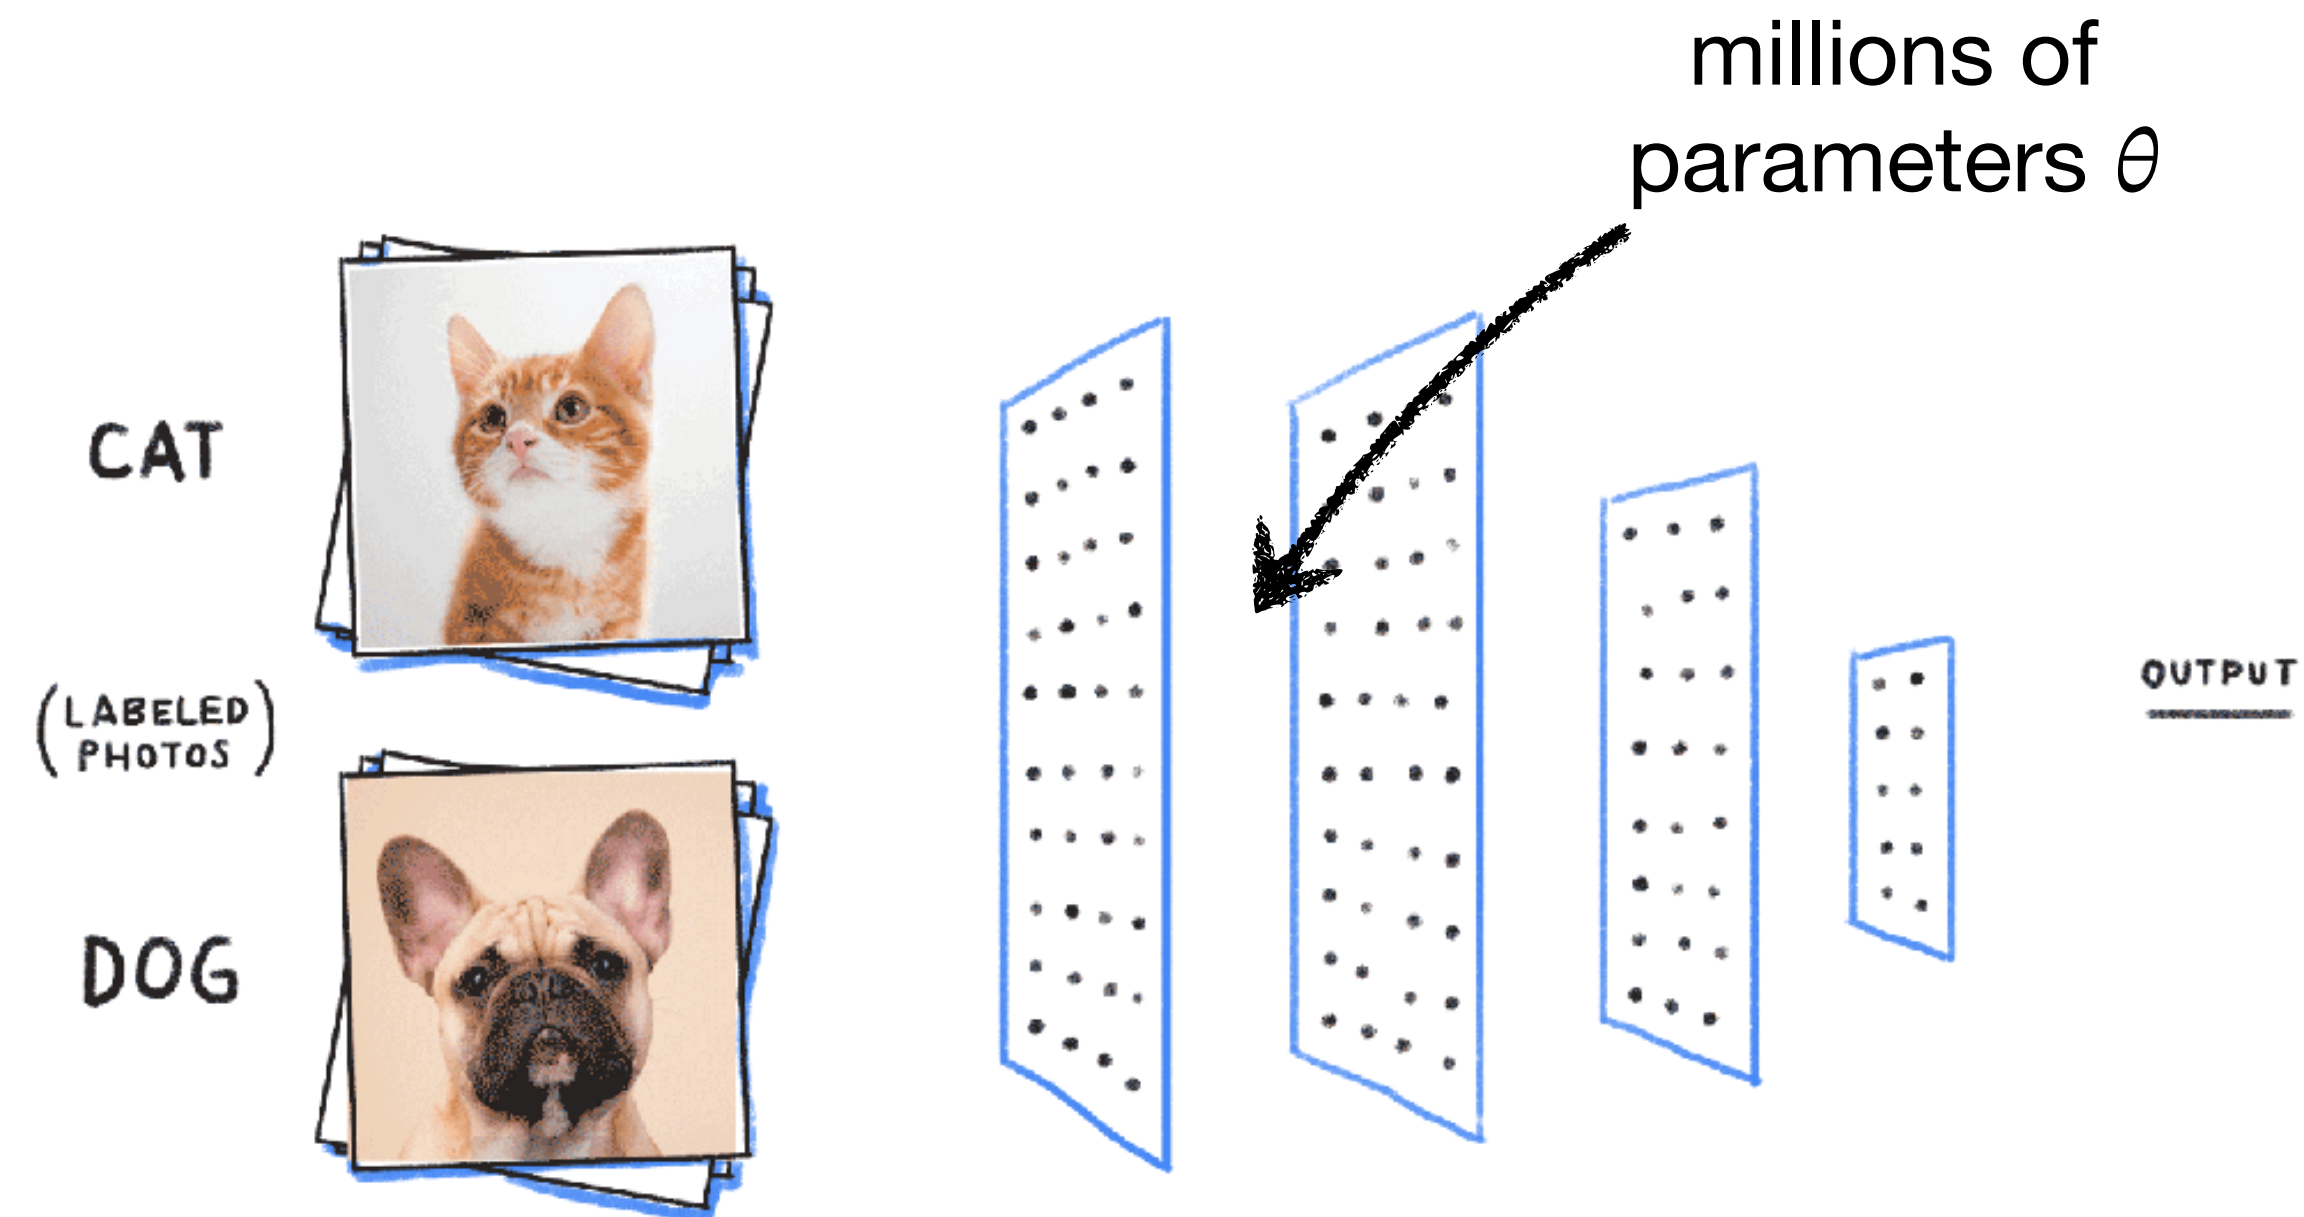 millions of
parameters θ
CAT
(LABELED
PHOTOS)
DOG
OUTPUT